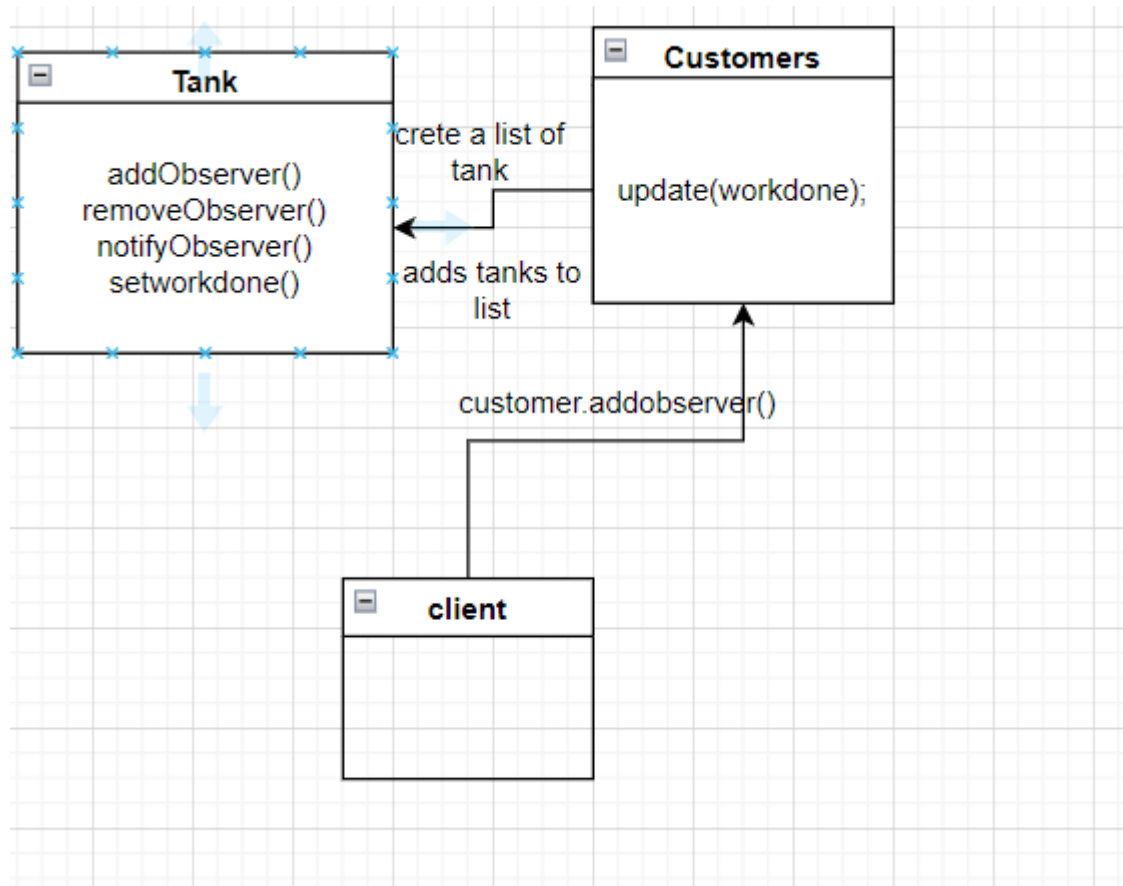 Tank
addObserver()
removeObserver()
notifyObserver()
setworkdone()
crete a list of
tank
adds tanks to
list
Customers
update(workdone);
customer.addobserver()
client